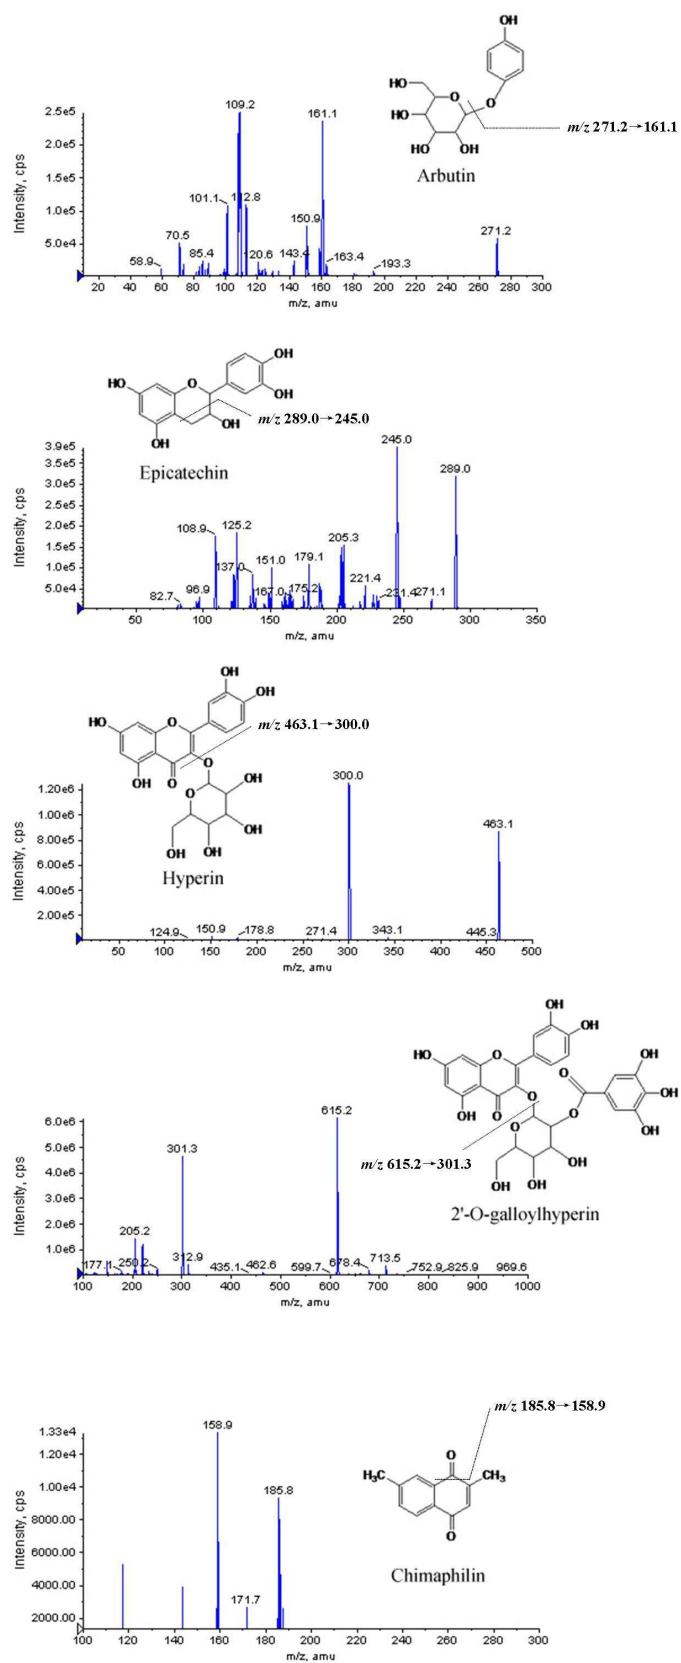 OH
HO
O
O
HO
HO
OH
m/z 271.2→161.1
Arbutin
Intensity, cps
2.5e5
2.0e5
1.5e5
1.0e5
5.0e4
109.2
161.1
101.1
112.8
150.9
70.5
58.9
85.4
120.6
143.4
163.4
193.3
271.2
20 40 60 80 100 120 140 160 180 200 220 240 260 280 300
m/z, amu
OH
HO
O
OH
OH
OH
m/z 289.0→245.0
Epicatechin
Intensity, cps
3.9e5
3.5e5
3.0e5
2.5e5
2.0e5
1.5e5
1.0e5
5.0e4
245.0
289.0
108.9
125.2
205.3
137.0
151.0
179.1
82.7
96.9
167.0
175.2
221.4
231.4
271.1
50 100 150 200 250 300 350
m/z, amu
OH
OH
HO
O
O
OH
O
O
OH
OH
OH
OH
m/z 463.1→300.0
Hyperin
Intensity, cps
1.20e6
1.00e6
8.00e5
6.00e5
4.00e5
2.00e5
300.0
463.1
124.9
150.9
178.8
271.4
343.1
445.3
50 100 150 200 250 300 350 400 450 500
m/z, amu
OH
OH
HO
O
OH
O
O
O
O
OH
OH
OH
O
OH
OH
OH
m/z 615.2→301.3
2'-O-galloylhyperin
Intensity, cps
6.0e6
5.0e6
4.0e6
3.0e6
2.0e6
1.0e6
615.2
301.3
205.2
177.1
250.2
312.9
435.1
462.6
599.7
678.4
713.5
752.9
825.9
969.6
100 200 300 400 500 600 700 800 900 1000
m/z, amu
m/z 185.8→158.9
O
H₃C
CH₃
O
Chimaphilin
Intensity, cps
1.33e4
1.20e4
1.00e4
8000.00
6000.00
4000.00
2000.00
158.9
185.8
171.7
100 120 140 160 180 200 220 240 260 280 300
m/z, amu